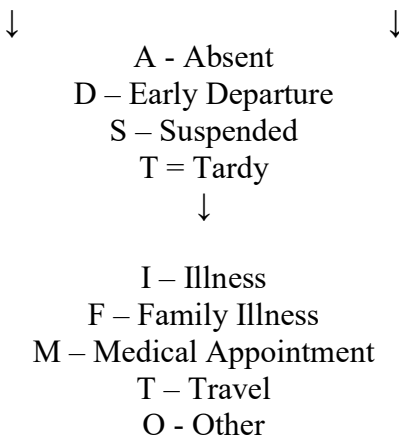 ↓ ↓
A - Absent
D – Early Departure
S – Suspended
T = Tardy
↓
I – Illness
F – Family Illness
M – Medical Appointment
T – Travel
O - Other